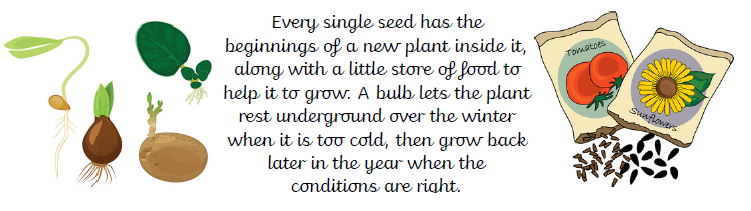 Every single seed has the
beginnings of a new plant inside it,
along with a little store of food to
help it to grow. A bulb lets the plant
rest underground over the winter
when it is too cold, then grow back
later in the year when the
conditions are right.
Tomatoes
Sunflowers